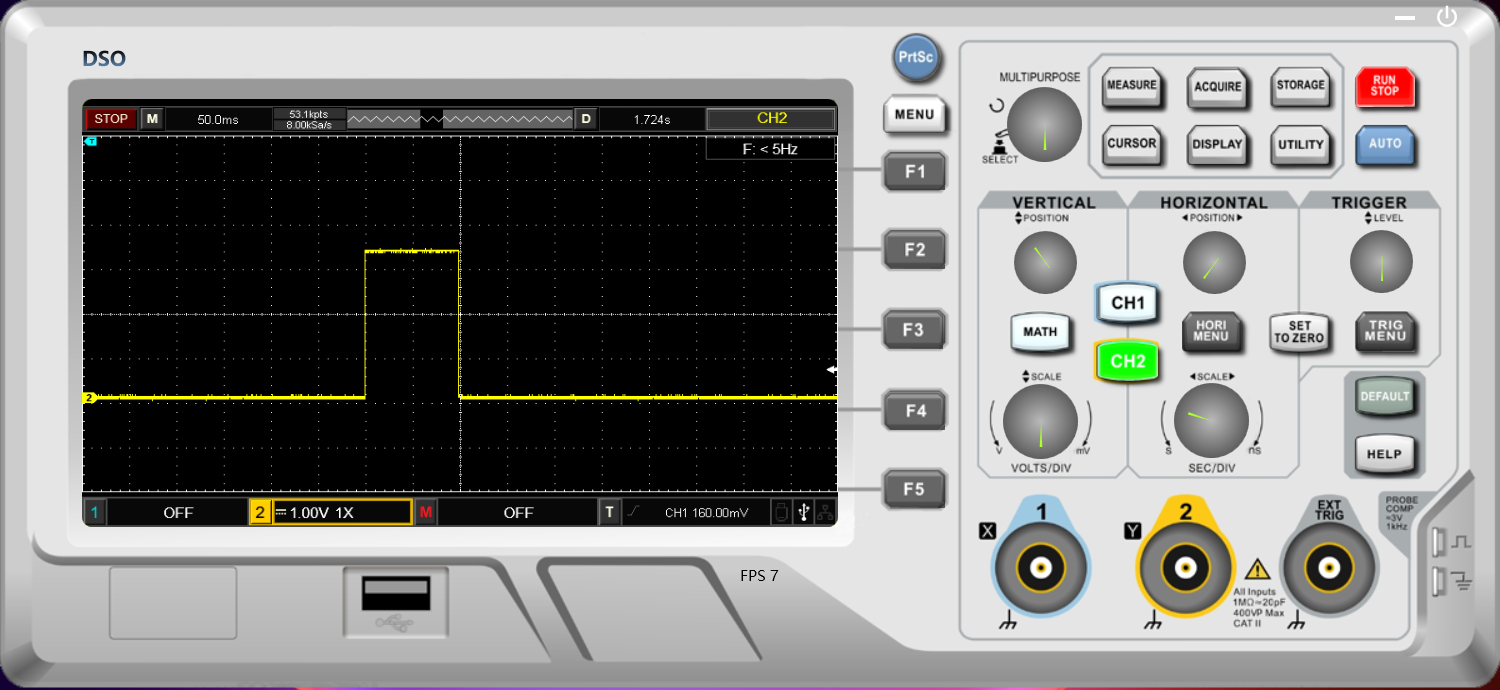 DSO
STOP M 50.0ms 53.1kpts D 1.724s CH2
8.00kSa/s
T
F: < 5Hz
2
1 OFF 2 1.00V 1X M OFF T CH1 160.00mV
PrtSc
MENU
F1
F2
F3
F4
F5
MULTIPURPOSE
SELECT
MEASURE ACQUIRE STORAGE
CURSOR DISPLAY UTILITY
RUN
STOP
AUTO
VERTICAL HORIZONTAL TRIGGER
POSITION POSITION LEVEL
CH1
MATH
HORI
MENU
SET
TO ZERO
TRIG
MENU
CH2
SCALE SCALE
V mV S nS
VOLTS/DIV SEC/DIV
DEFAULT
HELP
1 2 EXT
TRIG
X Y
PROBE
COMP
≈3V
1kHz
All Inputs
1MΩ≈20pF
400VP Max
CAT II
FPS 7